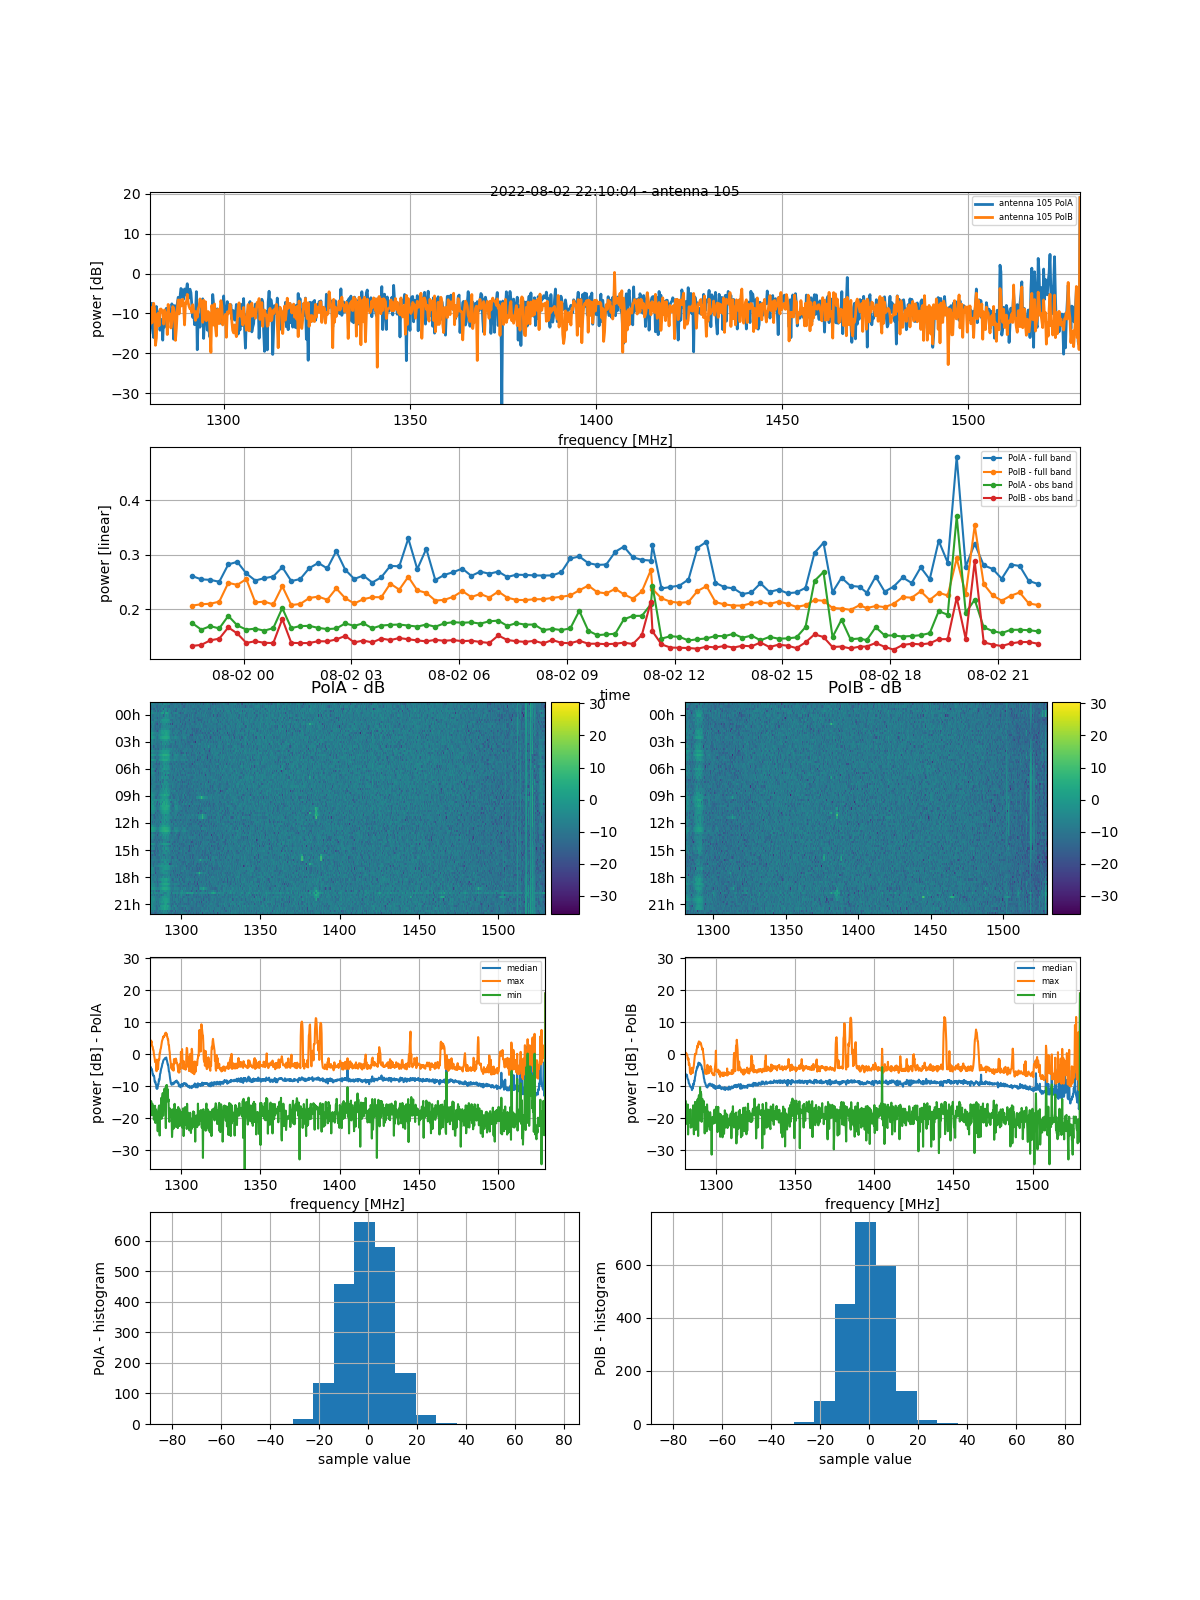 2022-08-02 22:10:04 - antenna 105
power [dB]
20
10
0
−10
−20
−30
antenna 105 PolA
antenna 105 PolB
1300 1350 1400 1450 1500
frequency [MHz]
power [linear]
0.4
0.3
0.2
PolA - full band
PolB - full band
PolA - obs band
PolB - obs band
08-02 00 08-02 03 08-02 06 08-02 09 08-02 12 08-02 15 08-02 18 08-02 21
time
PolA - dB
00h
03h
06h
09h
12h
15h
18h
21h
1300 1350 1400 1450 1500
30
20
10
0
−10
−20
−30
PolB - dB
00h
03h
06h
09h
12h
15h
18h
21h
1300 1350 1400 1450 1500
30
20
10
0
−10
−20
−30
power [dB] - PolA
30
20
10
0
−10
−20
−30
median
max
min
1300 1350 1400 1450 1500
frequency [MHz]
power [dB] - PolB
30
20
10
0
−10
−20
−30
median
max
min
1300 1350 1400 1450 1500
frequency [MHz]
PolA - histogram
600
500
400
300
200
100
0
−80 −60 −40 −20 0 20 40 60 80
sample value
PolB - histogram
600
400
200
0
−80 −60 −40 −20 0 20 40 60 80
sample value